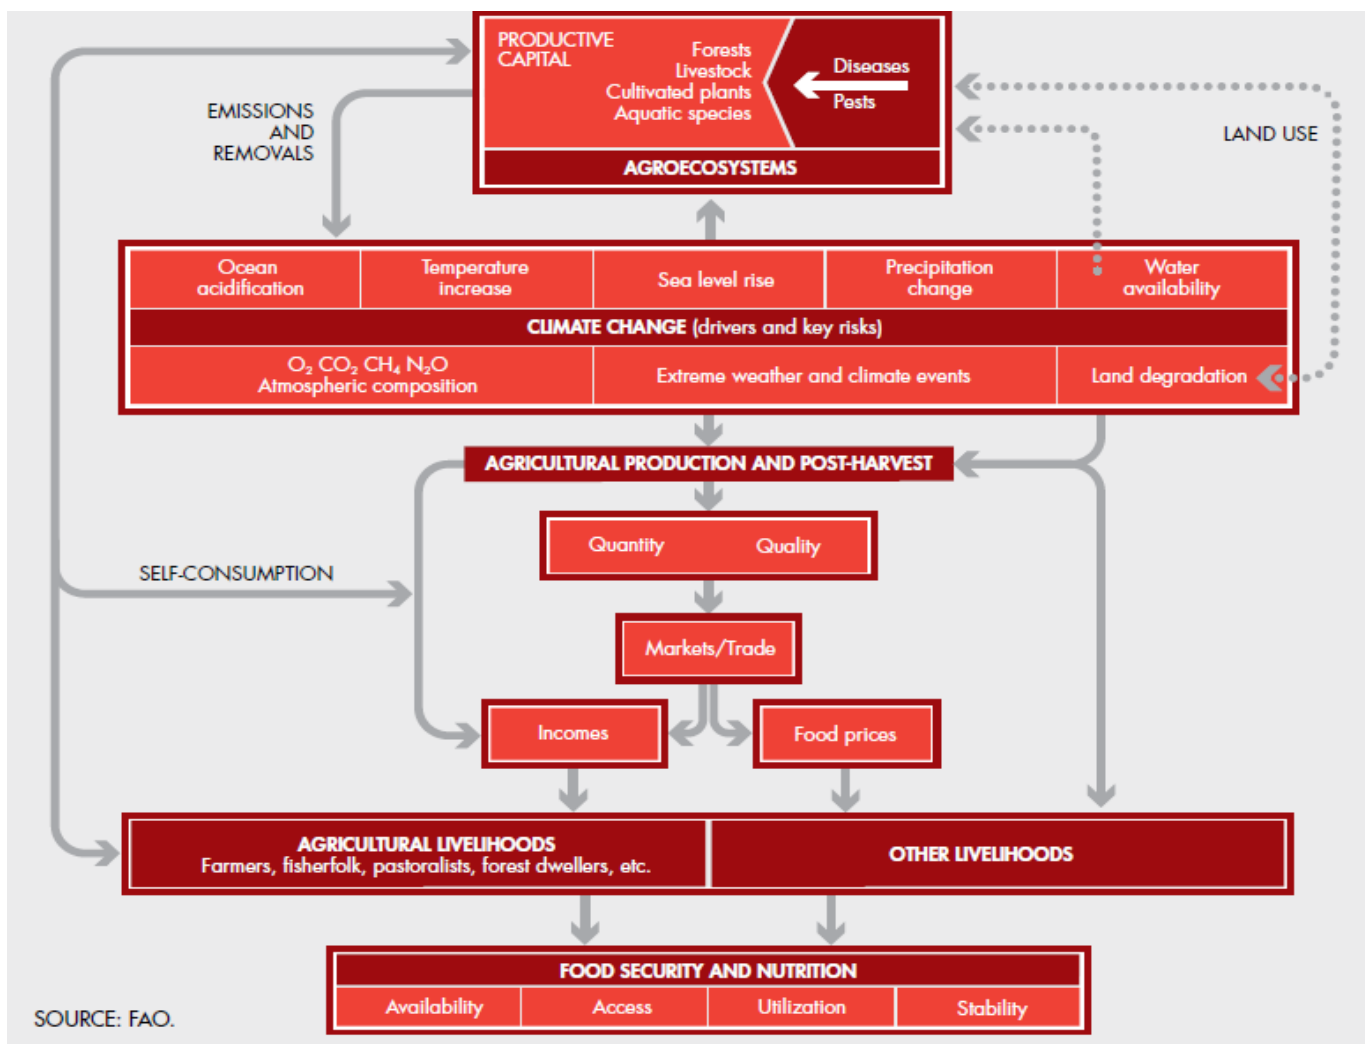 PRODUCTIVE
CAPITAL
Forests
Livestock
Cultivated plants
Aquatic species
Diseases
Pests
AGROECOSYSTEMS
EMISSIONS
AND
REMOVALS
LAND USE
Ocean
acidification
Temperature
increase
Sea level rise
Precipitation
change
Water
availability
CLIMATE CHANGE (drivers and key risks)
O₂ CO₂ CH₄ N₂O
Atmospheric composition
Extreme weather and climate events
Land degradation
AGRICULTURAL PRODUCTION AND POST-HARVEST
Quantity
Quality
SELF-CONSUMPTION
Markets/Trade
Incomes
Food prices
AGRICULTURAL LIVELIHOODS
Farmers, fisherfolk, pastoralists, forest dwellers, etc.
OTHER LIVELIHOODS
FOOD SECURITY AND NUTRITION
Availability
Access
Utilization
Stability
SOURCE: FAO.